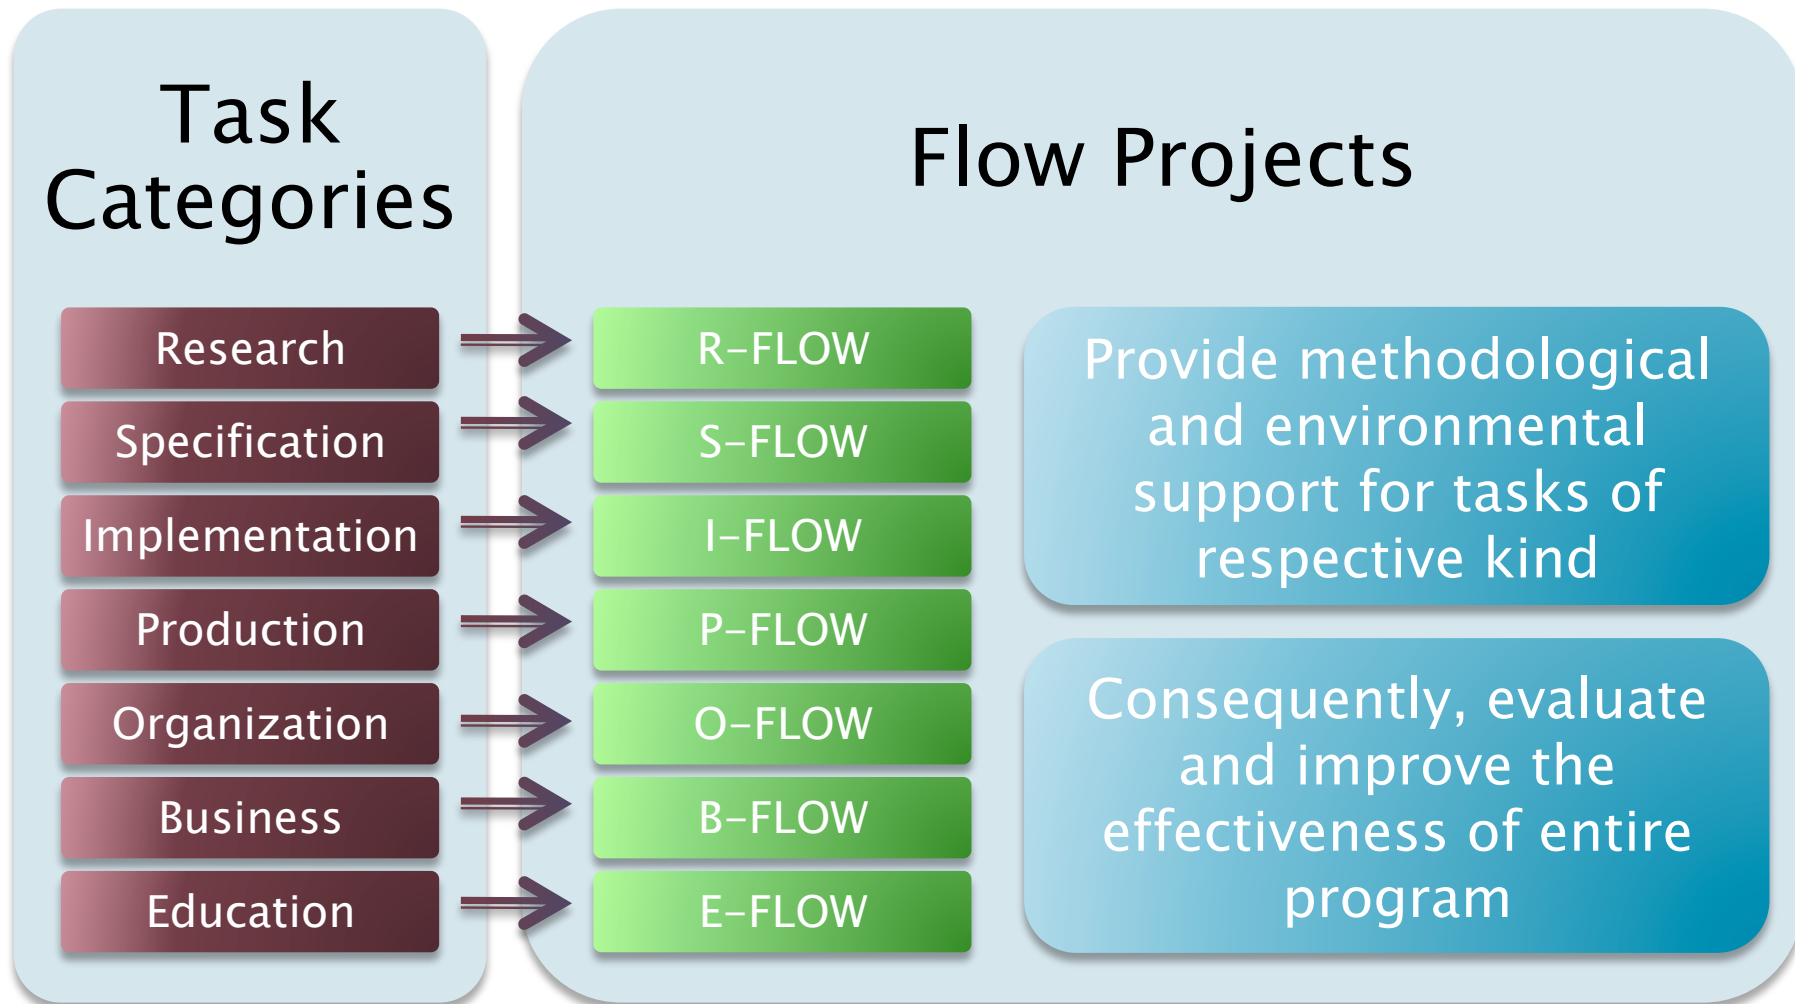 Task
Categories
Flow Projects
Research
R-FLOW
Specification
S-FLOW
Implementation
I-FLOW
Production
P-FLOW
Organization
O-FLOW
Business
B-FLOW
Education
E-FLOW
Provide methodological
and environmental
support for tasks of
respective kind
Consequently, evaluate
and improve the
effectiveness of entire
program